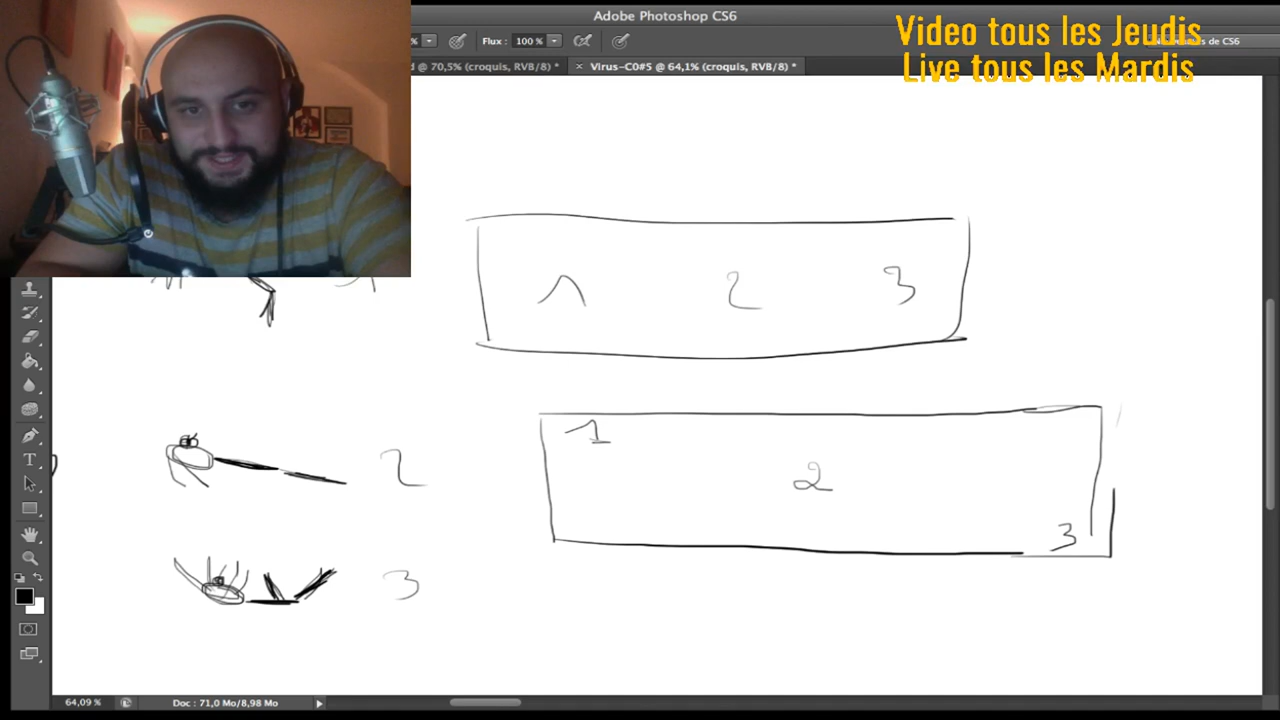 Adobe Photoshop CS6
Video tous les Jeudis
Live tous les Mardis
% Flux : 100 % de CS6
@ 70,5% (croquis, RVB/8) * × Virus-C0#5 @ 64,1% (croquis, RVB/8) *
1 2 3
1
2
2
3
3
64,09 % Doc : 71,0 Mo/8,98 Mo